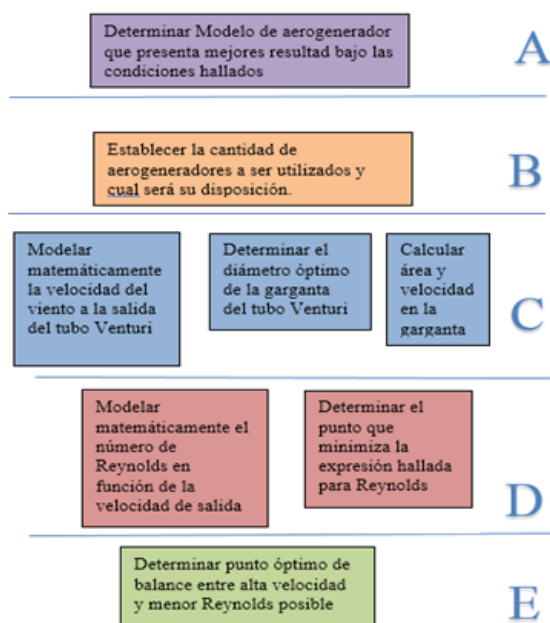 Determinar Modelo de aerogenerador
que presenta mejores resultad bajo las
condiciones hallados
A
Establecer la cantidad de
aerogeneradores a ser utilizados y
cual será su disposición.
B
Modelar
matemáticamente
la velocidad del
viento a la salida
del tubo Venturi
Determinar el
diámetro óptimo
de la garganta
del tubo Venturi
Calcular
área y
velocidad
en la
garganta
C
Modelar
matemáticamente el
número de
Reynolds en
función de la
velocidad de salida
Determinar el
punto que
minimiza la
expresión hallada
para Reynolds
D
Determinar punto óptimo de
balance entre alta velocidad
y menor Reynolds posible
E